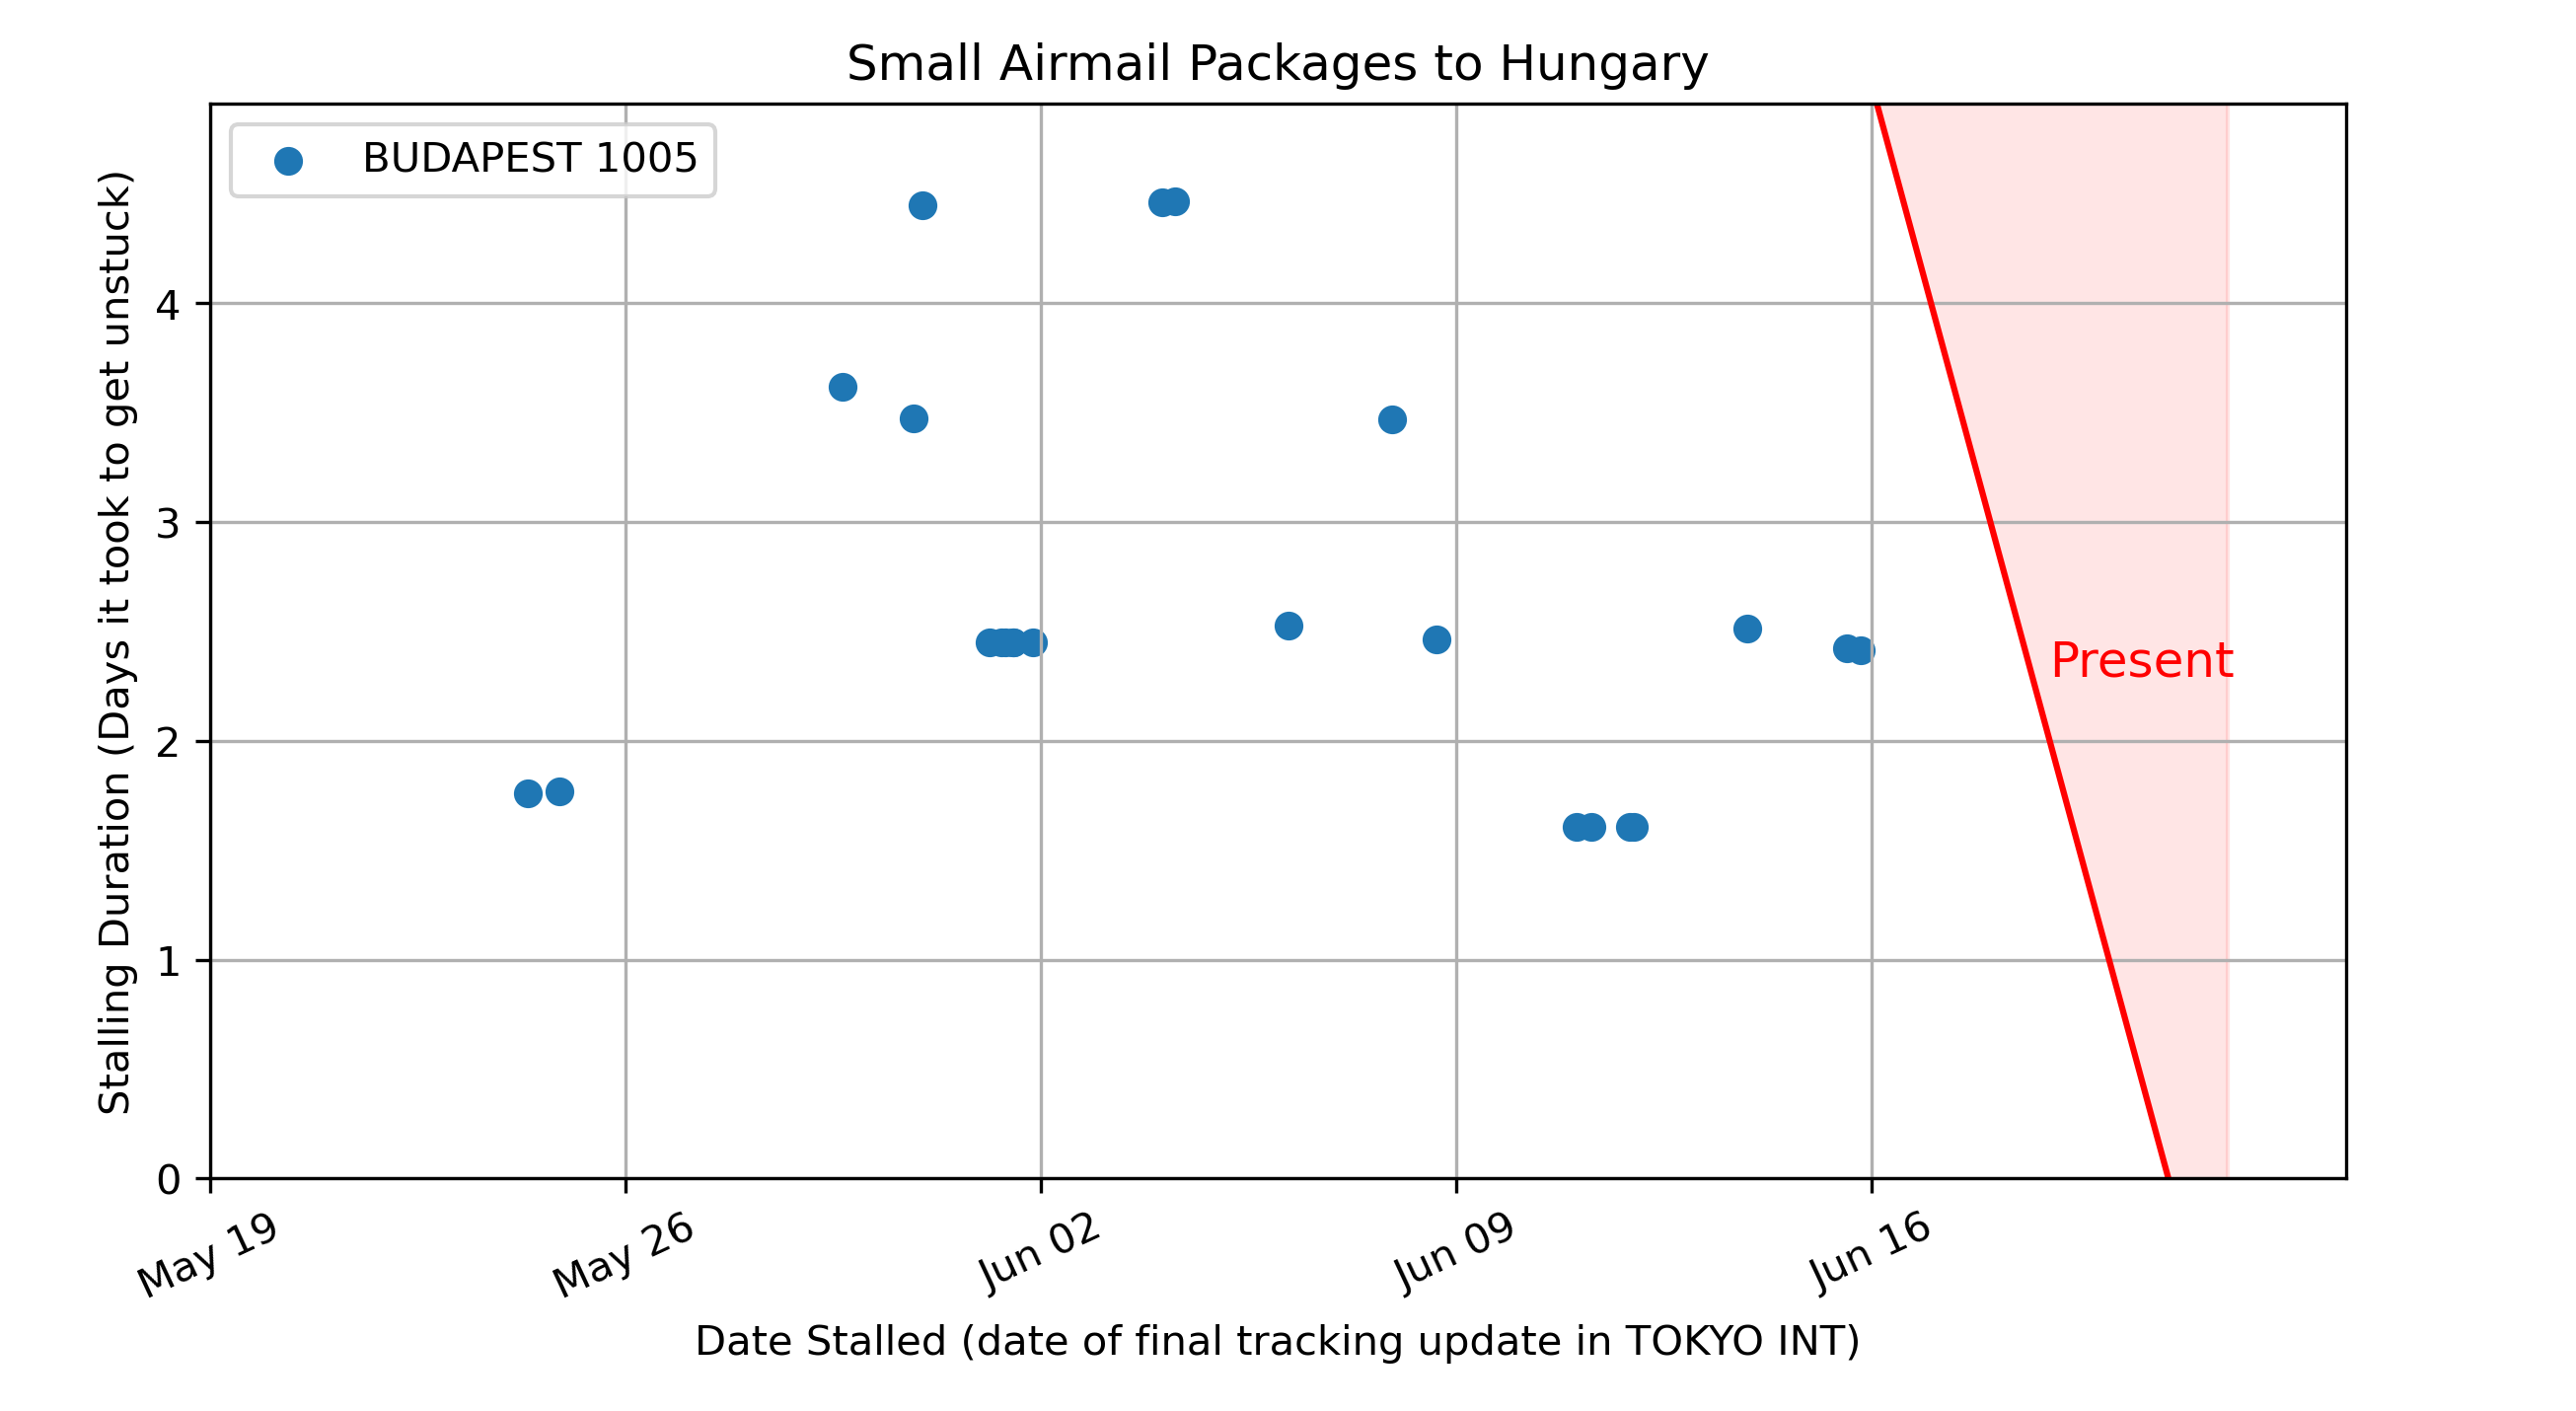 Small Airmail Packages to Hungary
BUDAPEST 1005
Stalling Duration (Days it took to get unstuck)
4
3
2
1
0
Present
May 19
May 26
Jun 02
Jun 09
Jun 16
Date Stalled (date of final tracking update in TOKYO INT)